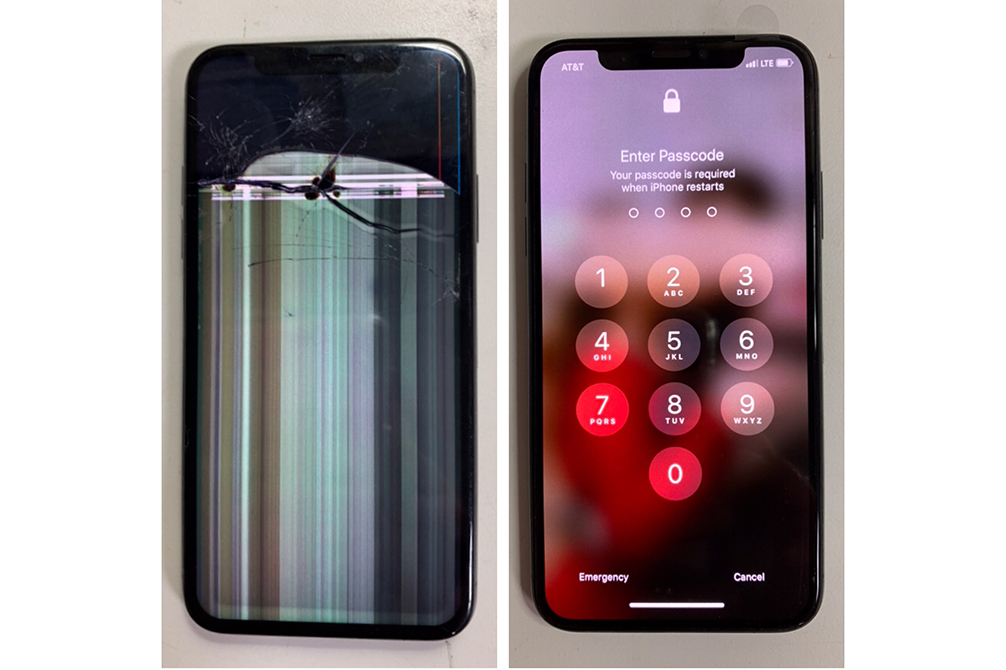 AT&T LTE
Enter Passcode
Your passcode is required
when iPhone restarts
1 2 3
ABC DEF
4 5 6
GHI JKL MNO
7 8 9
PQRS TUV WXYZ
0
Emergency Cancel